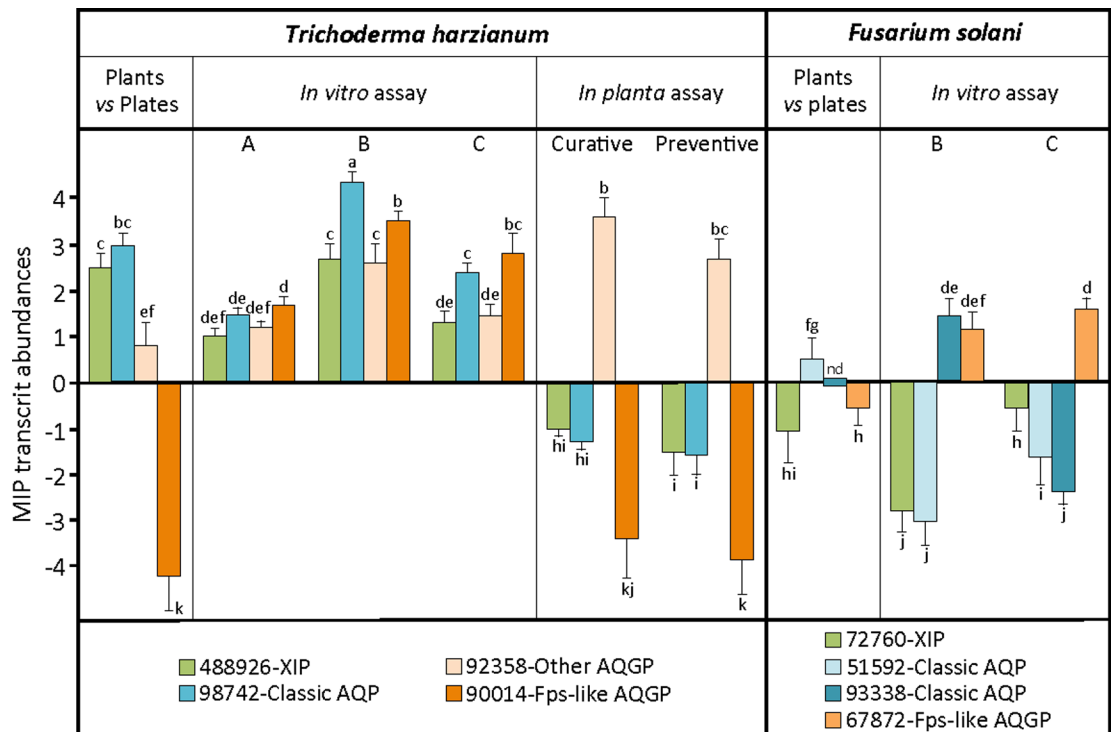 Trichoderma harzianum
Fusarium solani
Plants
vs Plates
In vitro assay
In planta assay
Plants
vs plates
In vitro assay
A
B
C
Curative
Preventive
B
C
MIP transcrit abundances
4
3
2
1
0
-1
-2
-3
-4
c
bc
ef
k
def
de
def
d
c
a
c
b
de
c
de
bc
hi
hi
b
kj
i
i
bc
k
hi
fg
nd
h
j
j
de
def
h
i
j
d
488926-XIP
98742-Classic AQP
92358-Other AQGP
90014-Fps-like AQGP
72760-XIP
51592-Classic AQP
93338-Classic AQP
67872-Fps-like AQGP